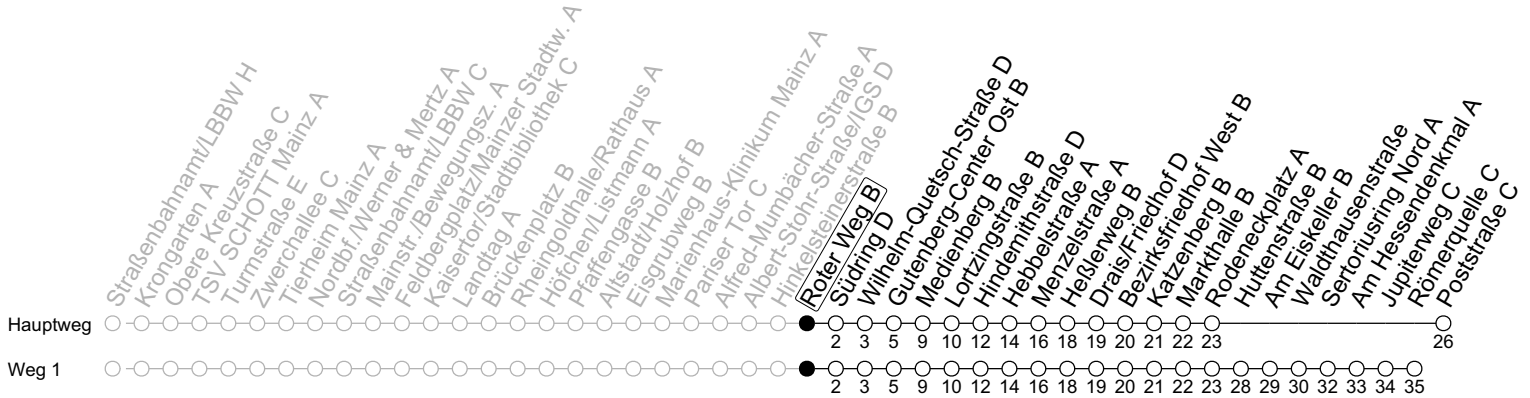 Straßenbahnamt/LBBW H
Krongarten A
Obere Kreuzstraße C
TSV SCHOTT Mainz A
Turmstraße E
Zwerchallee C
Tierheim Mainz A
Nordbf./Werner & Mertz A
Straßenbahnamt/LBBW C
Mainstr./Bewegungsz. A
Feldbergplatz/Mainzer Stadtw. A
Kaisertor/Stadtbibliothek C
Landtag A
Brückenplatz B
Rheingoldhalle/Rathaus A
Höfchen/Listmann A
Pfaffengasse B
Altstadt/Holzhof B
Eisgrubweg B
Marienhaus-Klinikum Mainz A
Pariser Tor C
Alfred-Mumbächer-Straße A
Albert-Stohr-Straße/IGS D
Hinkelsteinerstraße B
Roter Weg B
Südring D
Wilhelm-Quetsch-Straße D
Gutenberg-Center Ost B
Medienberg B
Lortzingstraße B
Hindemithstraße D
Hebbelstraße A
Menzelstraße A
Heßlerweg B
Drais/Friedhof D
Bezirksfriedhof West B
Katzenberg B
Markthalle B
Rodeneckplatz A
Huttenstraße B
Am Eiskeller B
Waldthausenstraße
Sertoriusring Nord A
Am Hessendenkmal A
Jupiterweg C
Römerquelle C
Poststraße C
Hauptweg
2 3 5 9 10 12 14 16 18 19 20 21 22 23 26
Weg 1
2 3 5 9 10 12 14 16 18 19 20 21 22 23 28 29 30 32 33 34 35